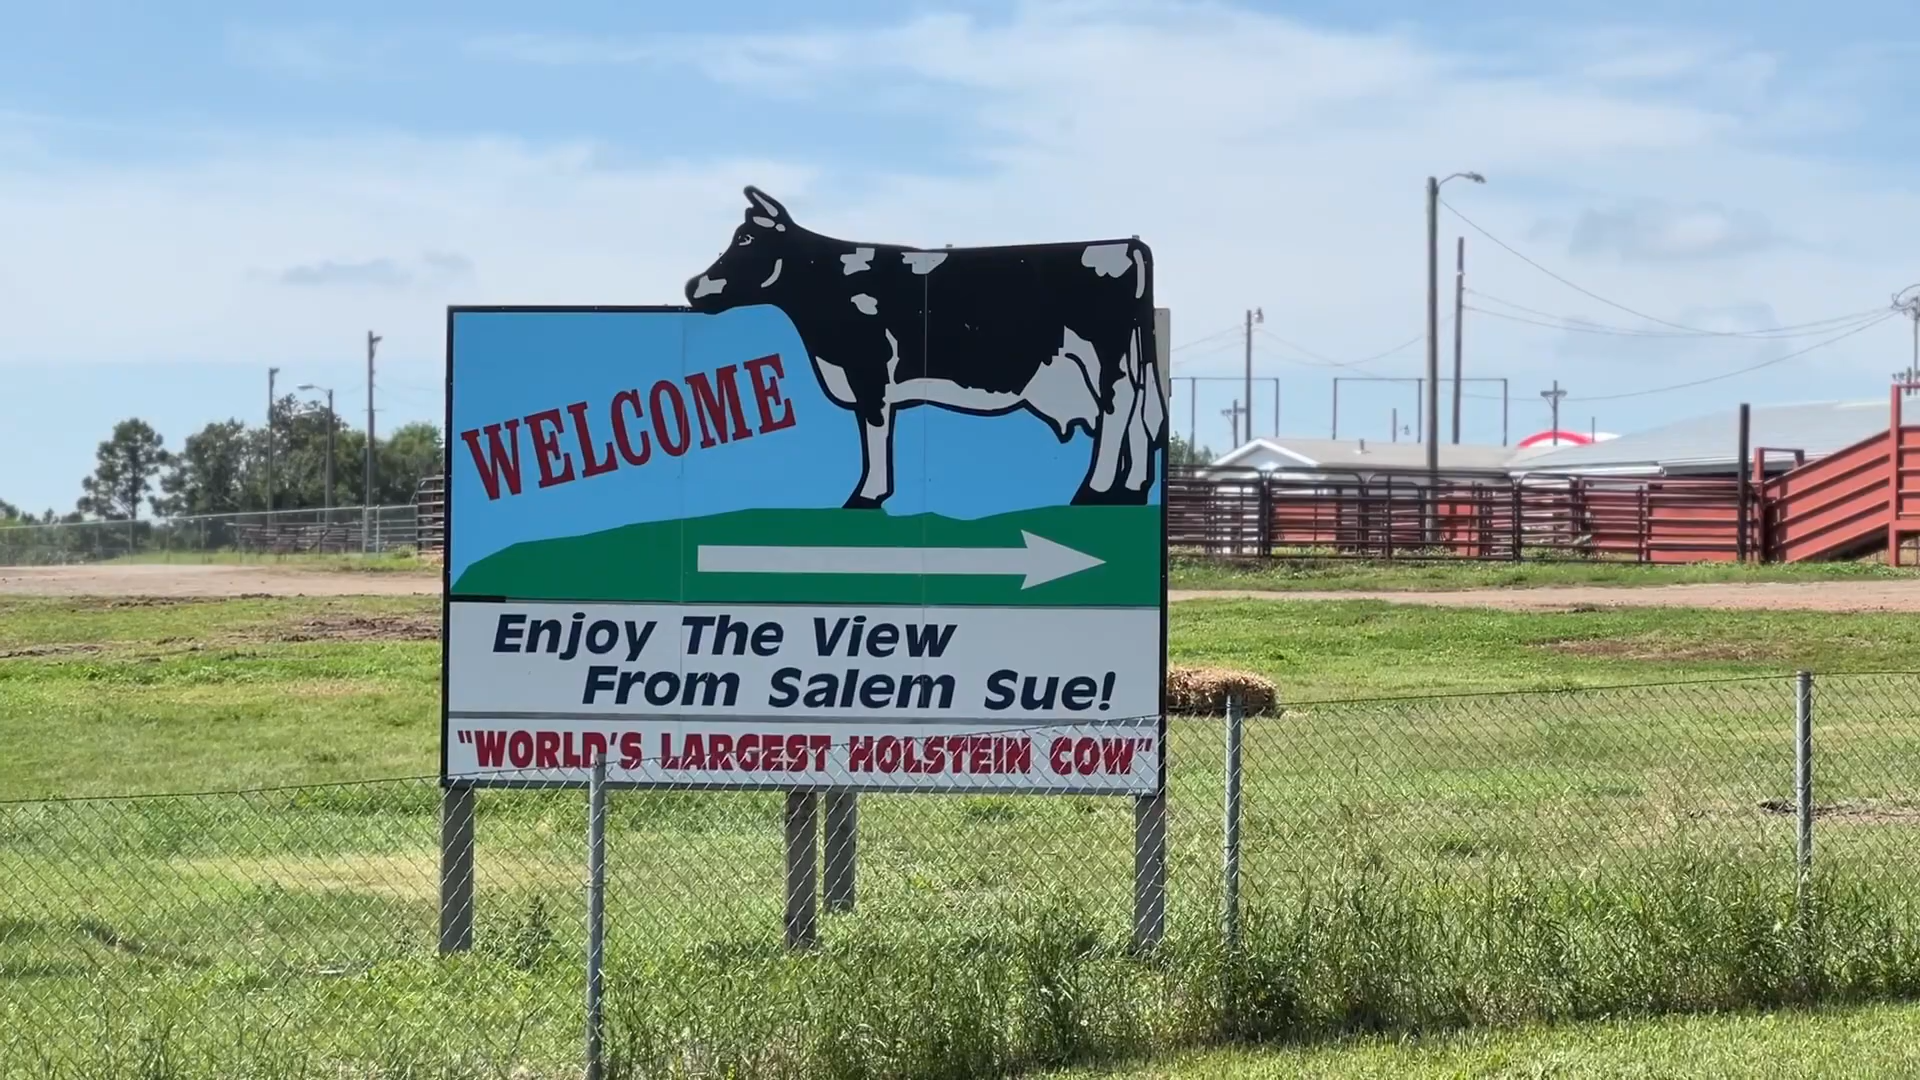 WELCOME
Enjoy The View
From Salem Sue!
"WORLD'S LARGEST HOLSTEIN COW"